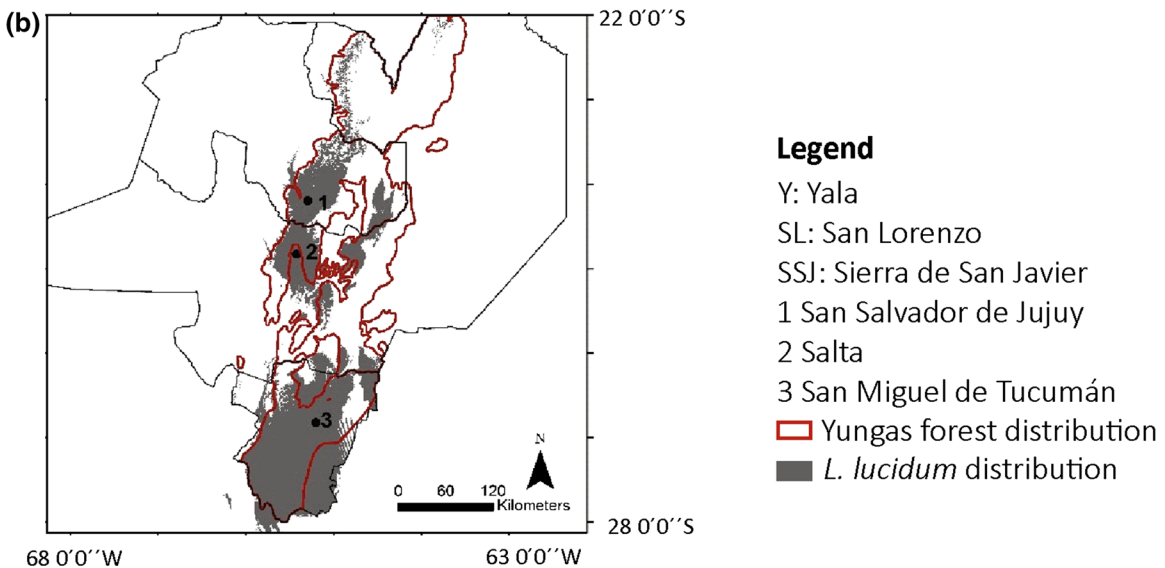 (b)
22 0′0′′S
1
2
3
N
0 60 120
Kilometers
28 0′0′′S
68 0′0′′W
63 0′0′′W
Legend
Y: Yala
SL: San Lorenzo
SSJ: Sierra de San Javier
1 San Salvador de Jujuy
2 Salta
3 San Miguel de Tucumán
Yungas forest distribution
L. lucidum distribution